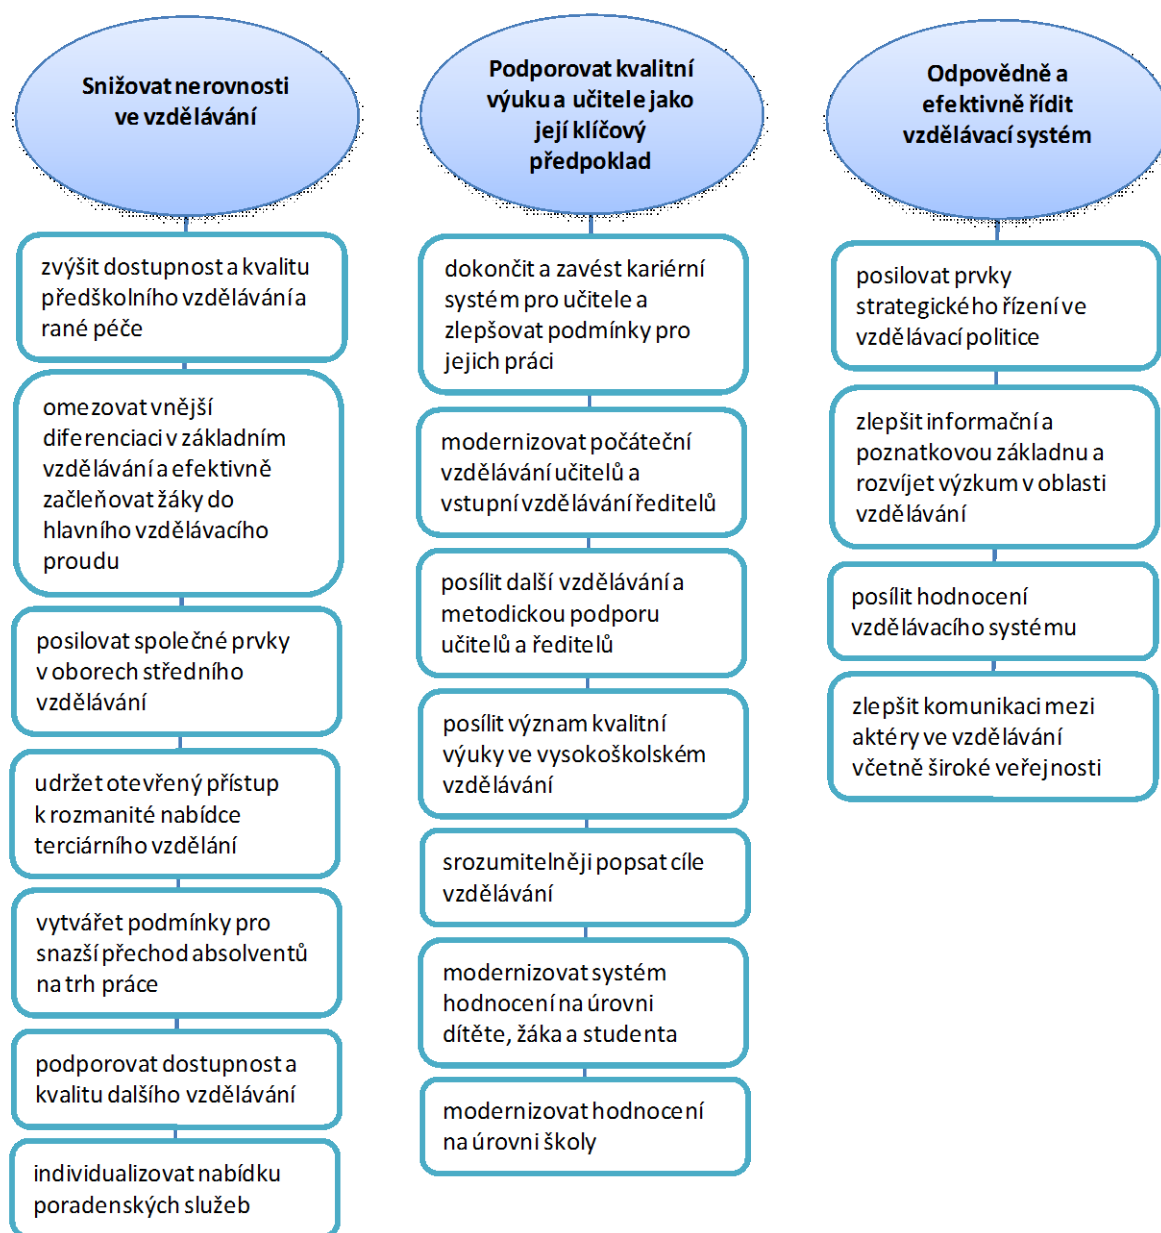 Snižovat nerovnosti
ve vzdělávání
zvýšit dostupnost a kvalitu
předškolního vzdělávání a
rané péče
omezovat vnější
diferenciaci v základním
vzdělávání a efektivně
začleňovat žáky do
hlavního vzdělávacího
proudu
posilovat společné prvky
v oborech středního
vzdělávání
udržet otevřený přístup
k rozmanité nabídce
terciárního vzdělání
vytvářet podmínky pro
snazší přechod absolventů
na trh práce
podporovat dostupnost a
kvalitu dalšího vzdělávání
individualizovat nabídku
poradenských služeb
Podporovat kvalitní
výuku a učitele jako
její klíčový
předpoklad
dokončit a zavést kariérní
systém pro učitele a
zlepšovat podmínky pro
jejich práci
modernizovat počáteční
vzdělávání učitelů a
vstupní vzdělávání ředitelů
posílit další vzdělávání a
metodickou podporu
učitelů a ředitelů
posílit význam kvalitní
výuky ve vysokoškolském
vzdělávání
srozumitelněji popsat cíle
vzdělávání
modernizovat systém
hodnocení na úrovni
dítěte, žáka a studenta
modernizovat hodnocení
na úrovni školy
Odpovědně a
efektivně řídit
vzdělávací systém
posilovat prvky
strategického řízení ve
vzdělávací politice
zlepšit informační a
poznatkovou základnu a
rozvíjet výzkum v oblasti
vzdělávání
posílit hodnocení
vzdělávacího systému
zlepšit komunikaci mezi
aktéry ve vzdělávání
včetně široké veřejnosti